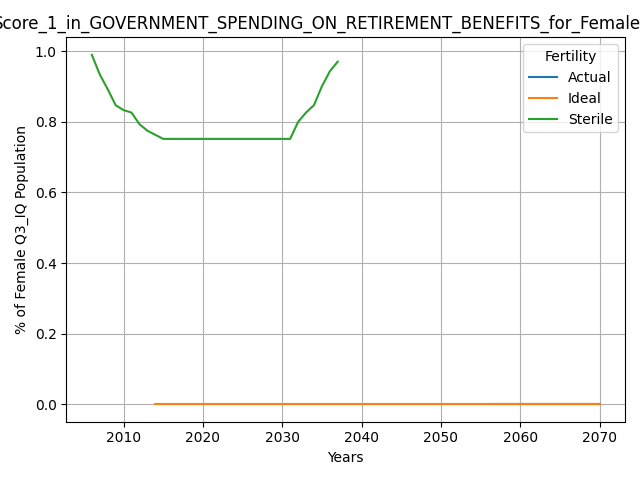 Score_1_in_GOVERNMENT_SPENDING_ON_RETIREMENT_BENEFITS_for_Female
1.0
0.8
0.6
0.4
0.2
0.0
% of Female Q3_IQ Population
Fertility
Actual
Ideal
Sterile
2010 2020 2030 2040 2050 2060 2070
Years